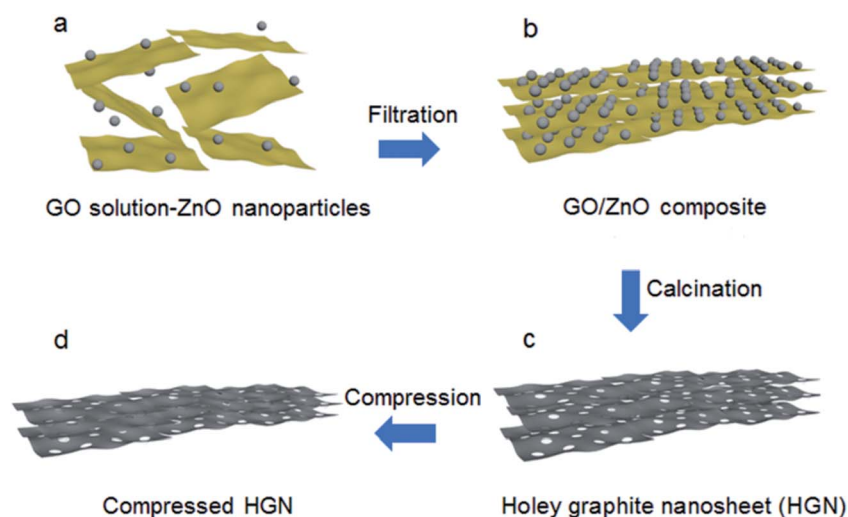 a
GO solution-ZnO nanoparticles
Filtration
b
GO/ZnO composite
Calcination
c
Holey graphite nanosheet (HGN)
Compression
d
Compressed HGN